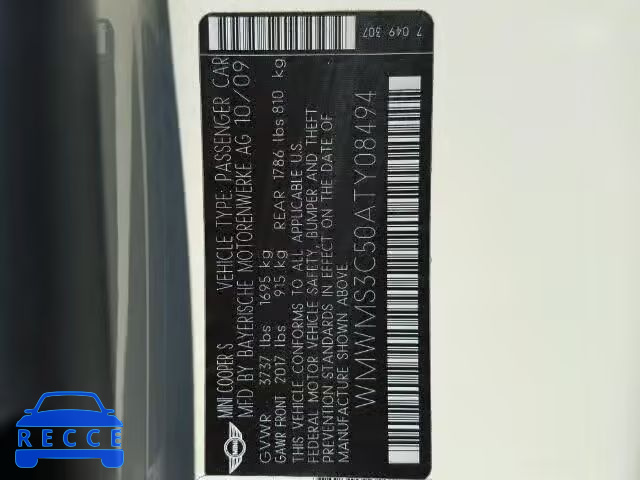 MINI COOPER S VEHICLE TYPE: PASSENGER CAR
MFD BY BAYERISCHE MOTORENWERKE AG 10/09
GVWR 3737 lbs 1695 kg
GAWR FRONT 2017 lbs 915 kg REAR 1786 lbs 810 kg
THIS VEHICLE CONFORMS TO ALL APPLICABLE U.S.
FEDERAL MOTOR VEHICLE SAFETY, BUMPER AND THEFT
PREVENTION STANDARDS IN EFFECT ON THE DATE OF
MANUFACTURE SHOWN ABOVE.
WMWMS3C50ATY08494
7 049 307
MINI
RECCE